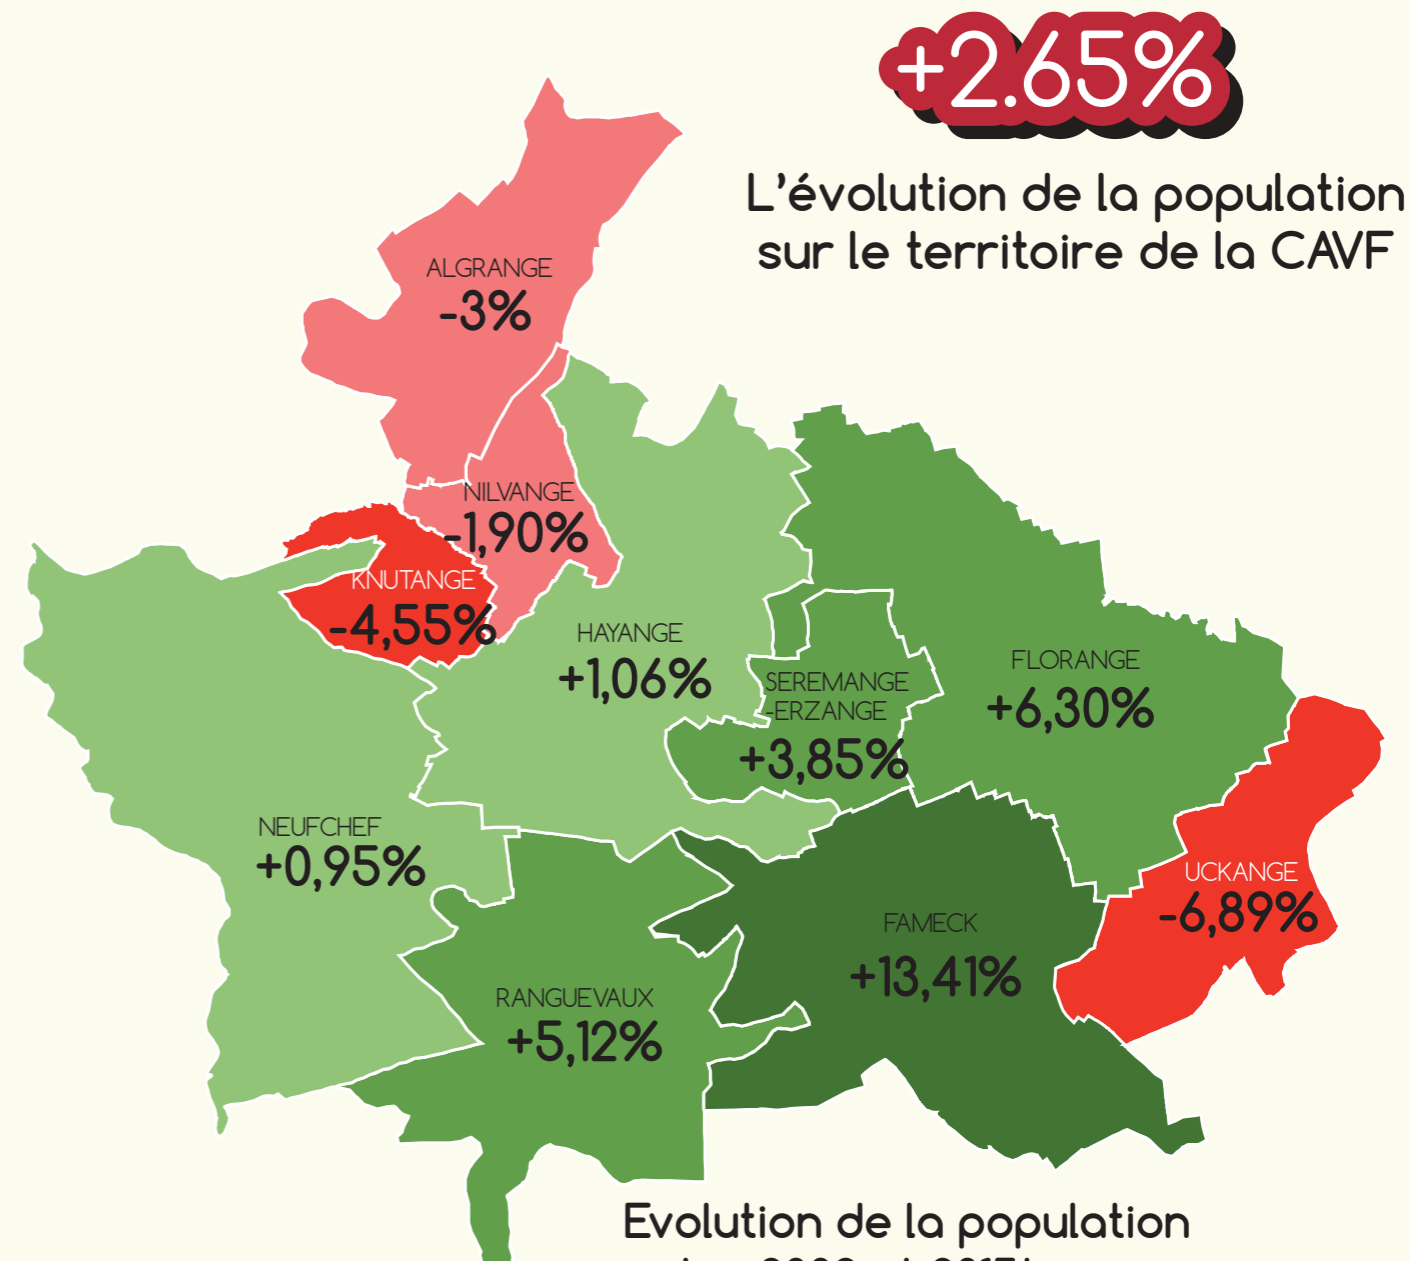 +2.65%
L'évolution de la population
sur le territoire de la CAVF
ALGRANGE
-3%
NILVANGE
-1,90%
KNUTANGE
-4,55%
HAYANGE
+1,06%
SEREMANGE
-ERZANGE
+3,85%
FLORANGE
+6,30%
NEUFCHEF
+0,95%
UCKANGE
-6,89%
FAMECK
+13,41%
RANGUEVAUX
+5,12%
Evolution de la population